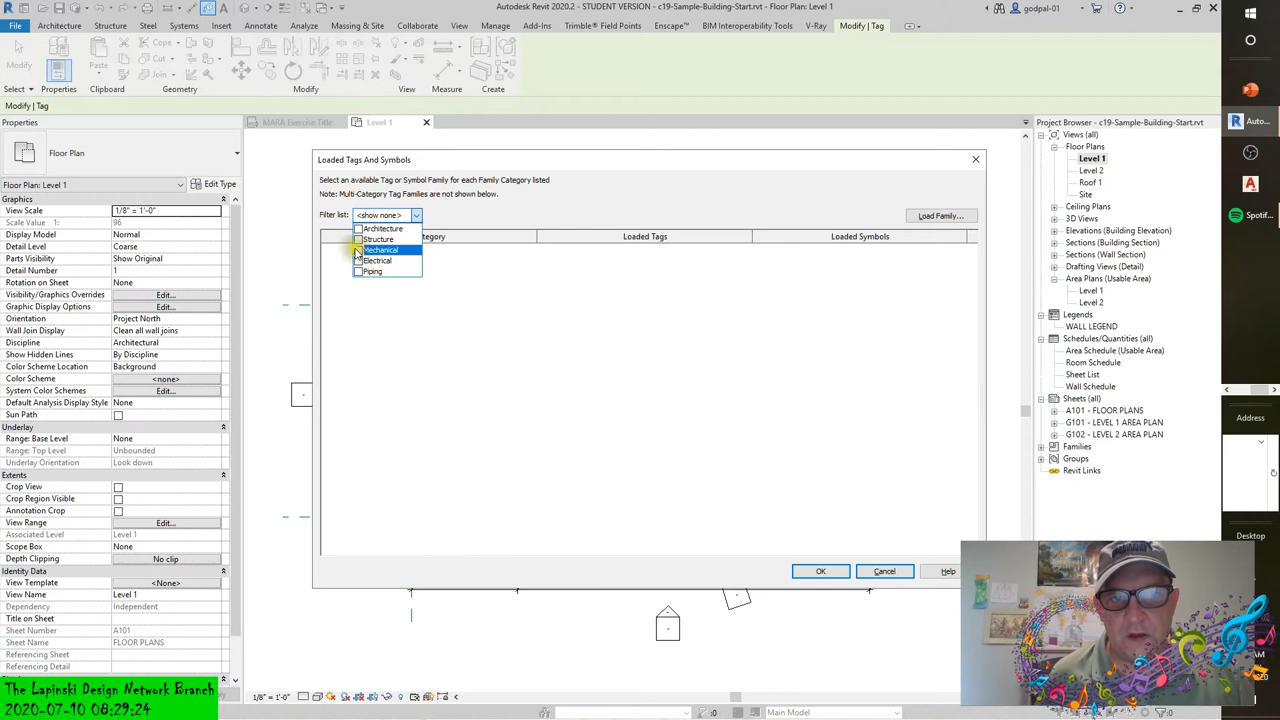 Autodesk Revit 2020.2 - STUDENT VERSION - c19-Sample-Building-Start.rvt - Floor Plan: Level 1
godpal-01
File
Architecture
Structure
Steel
Systems
Insert
Annotate
Analyze
Massing & Site
Collaborate
View
Manage
Add-Ins
Trimble® Field Points
Enscape™
BIM Interoperability Tools
V-Ray
Modify | Tag
Modify
Paste
Cope
Cut
Join
Select
Properties
Clipboard
Geometry
Modify
View
Measure
Create
Modify | Tag
Properties
Floor Plan
Floor Plan: Level 1
Edit Type
Graphics
View Scale 1/8" = 1'-0"
Scale Value 1: 96
Display Model Normal
Detail Level Coarse
Parts Visibility Show Original
Detail Number 1
Rotation on Sheet None
Visibility/Graphics Overrides Edit...
Graphic Display Options Edit...
Orientation Project North
Wall Join Display Clean all wall joins
Discipline Architectural
Show Hidden Lines By Discipline
Color Scheme Location Background
Color Scheme <none>
System Color Schemes Edit...
Default Analysis Display Style None
Sun Path
Underlay
Range: Base Level None
Range: Top Level Unbounded
Underlay Orientation Look down
Extents
Crop View
Crop Region Visible
Annotation Crop
View Range Edit...
Associated Level Level 1
Scope Box None
Depth Clipping No clip
Identity Data
View Template <None>
View Name Level 1
Dependency Independent
Title on Sheet
Sheet Number A101
Sheet Name FLOOR PLANS
Referencing Sheet
Referencing Detail
MARA Exercise Title
Level 1
Loaded Tags And Symbols
Select an available Tag or Symbol Family for each Family Category listed
Note: Multi-Category Tag Families are not shown below.
Filter list: <show none>
Load Family...
Architecture
Structure
Mechanical
Electrical
Piping
Loaded Tags
Loaded Symbols
OK
Cancel
Help
Project Browser - c19-Sample-Building-Start.rvt
Views (all)
Floor Plans
Level 1
Level 2
Roof 1
Site
Ceiling Plans
3D Views
Elevations (Building Elevation)
Sections (Building Section)
Sections (Wall Section)
Drafting Views (Detail)
Area Plans (Usable Area)
Level 1
Level 2
Legends
WALL LEGEND
Schedules/Quantities (all)
Area Schedule (Usable Area)
Room Schedule
Sheet List
Wall Schedule
Sheets (all)
A101 - FLOOR PLANS
G101 - LEVEL 1 AREA PLAN
G102 - LEVEL 2 AREA PLAN
Families
Groups
Revit Links
Auto...
Spotif...
Address
Desktop
1/8" = 1'-0"
:0
Main Model
:0
The Lapinski Design Network Branch
2020-07-10 08:29:24